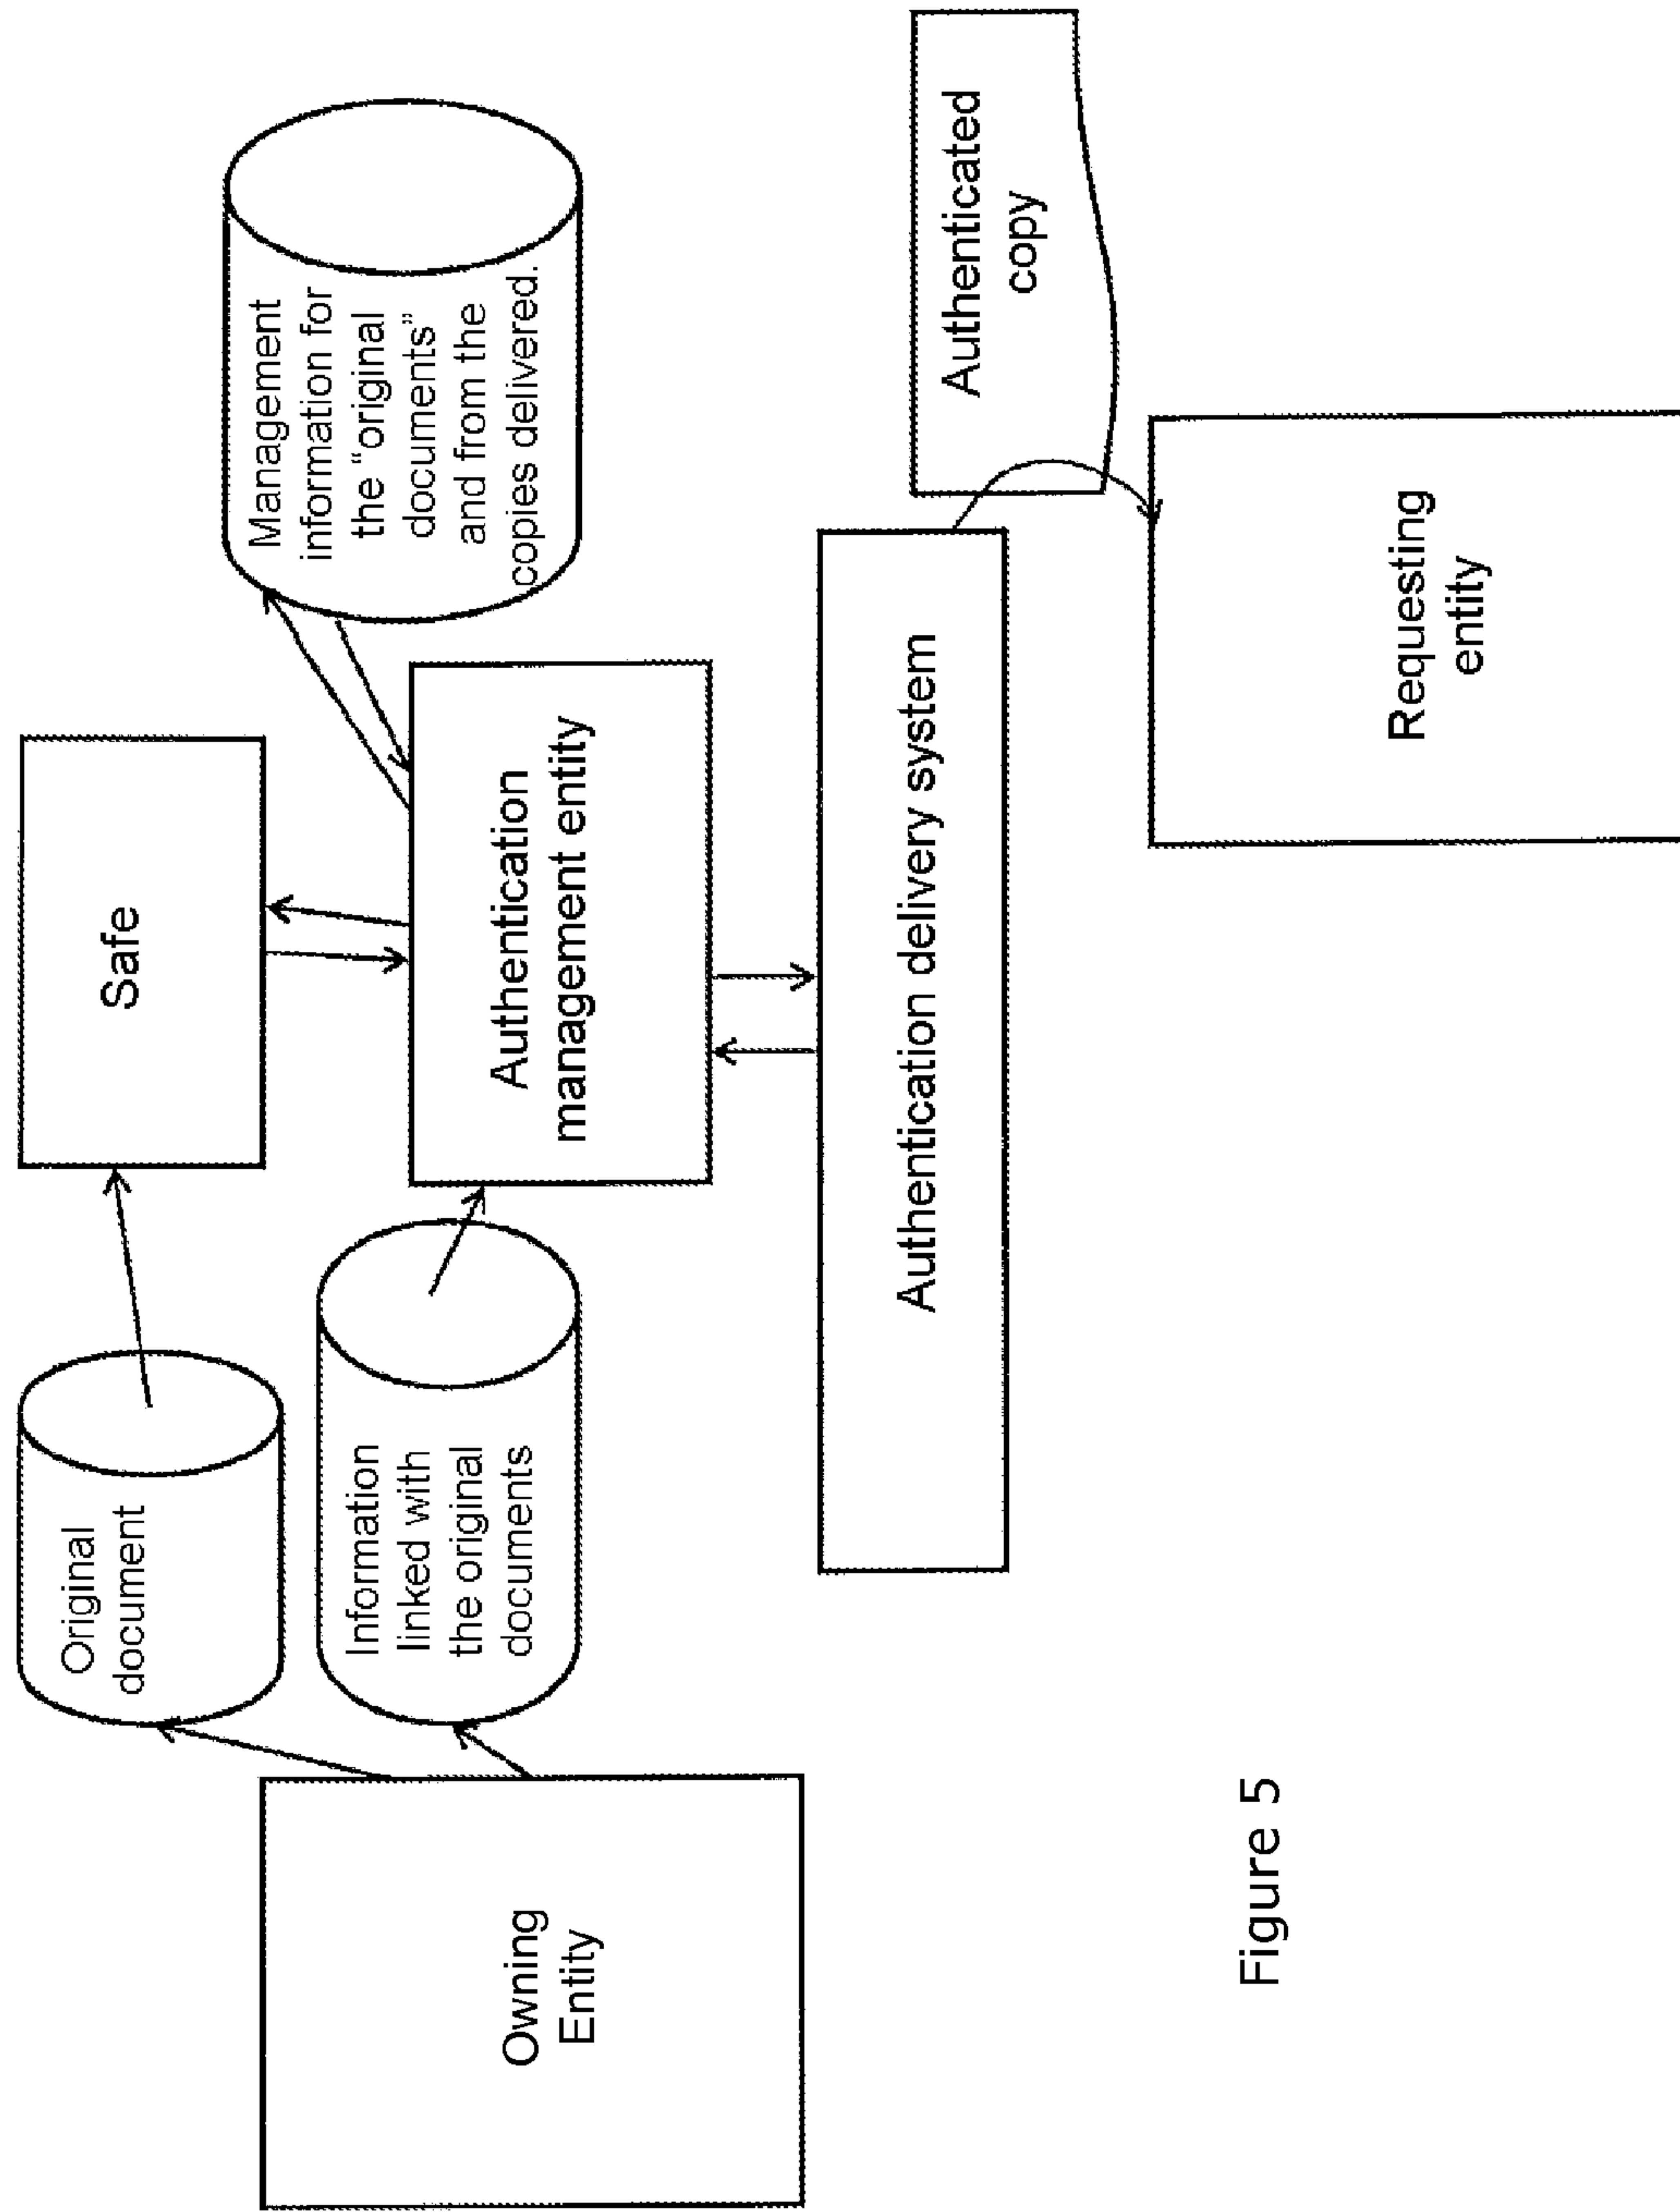 Original
document
Safe
Information
linked with
the original
documents
Management
information for
the “original
documents”
and from the
copies delivered.
Owning
Entity
Authentication
management entity
Authentication delivery system
Authenticated
copy
Requesting
entity
Figure 5